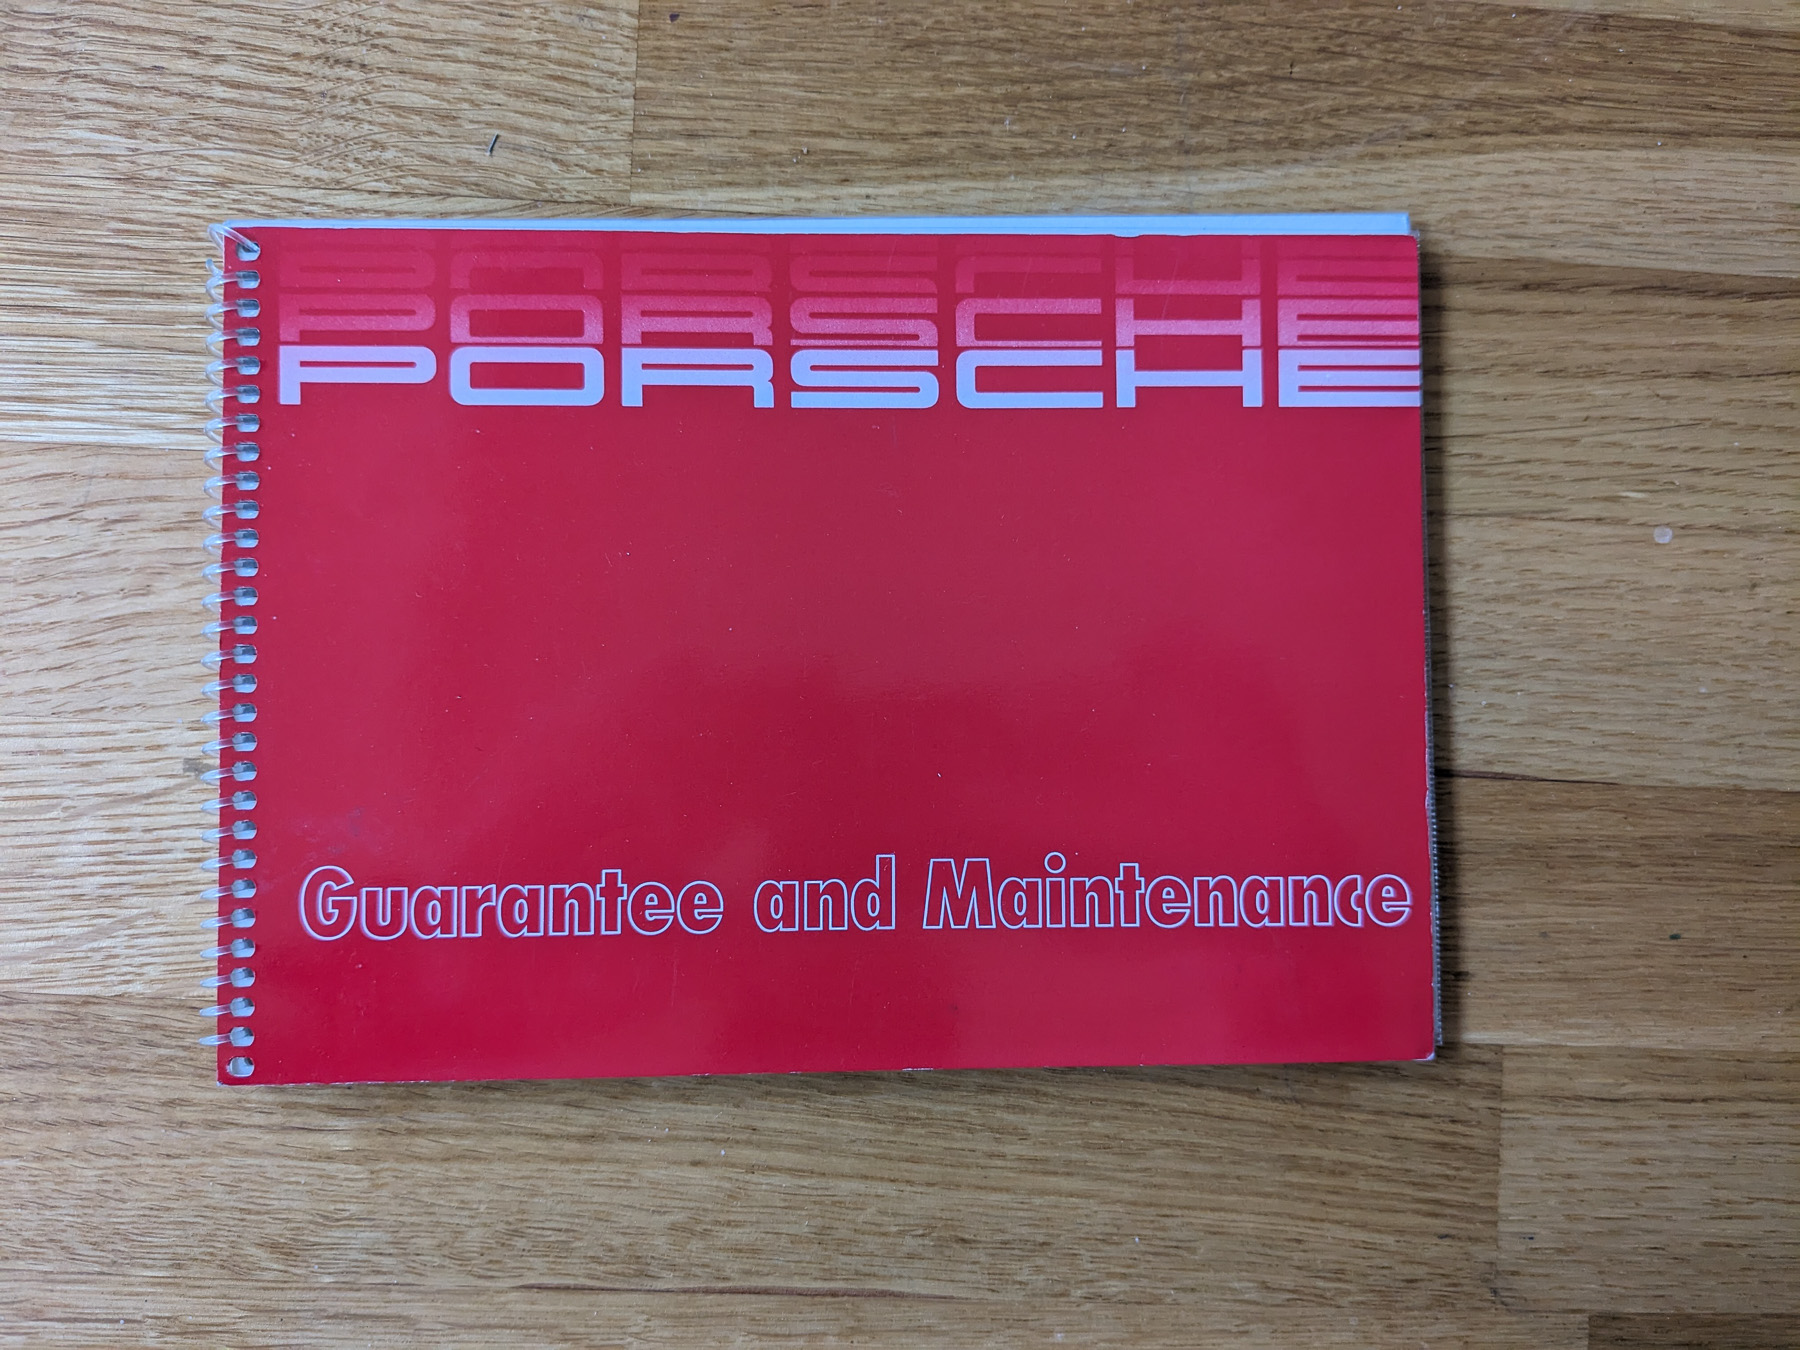 PORSCHE
PORSCHE
PORSCHE
Guarantee and Maintenance